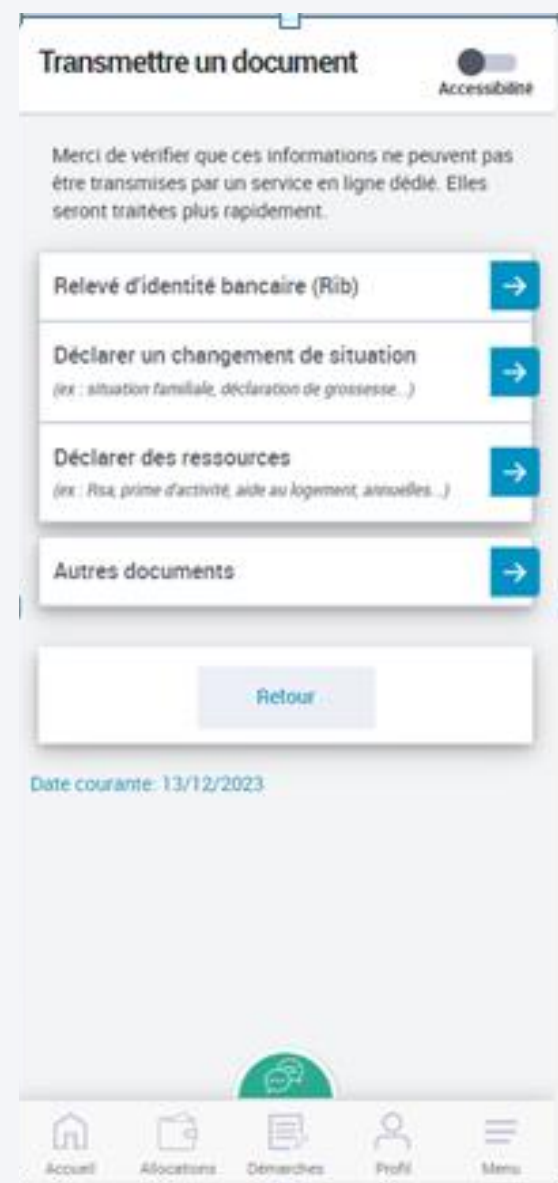 Transmettre un document
Accessibilité
Merci de vérifier que ces informations ne peuvent pas
être transmises par un service en ligne dédié. Elles
seront traitées plus rapidement.
Relevé d'identité bancaire (Rib)
Déclarer un changement de situation
(ex : situation familiale, déclaration de grossesse...)
Déclarer des ressources
(ex : Rsa, prime d'activité, aide au logement, annuelles...)
Autres documents
Retour
Date courante: 13/12/2023
Accueil
Allocations
Démarches
Profil
Menu